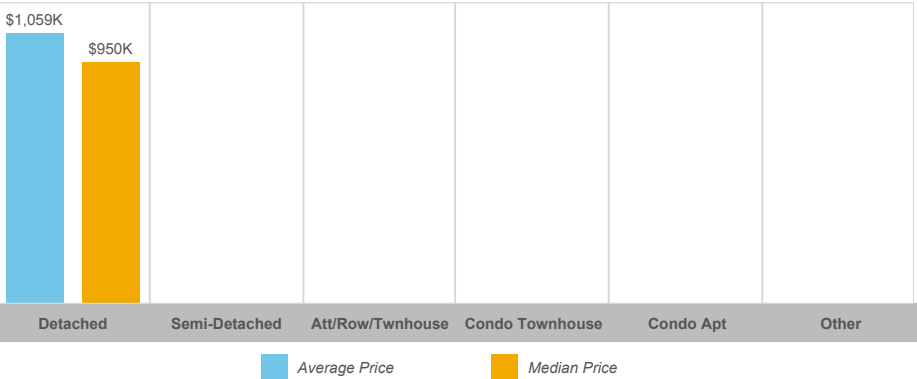 $1,059K
$950K
Detached Semi-Detached Att/Row/Twnhouse Condo Townhouse Condo Apt Other
Average Price Median Price